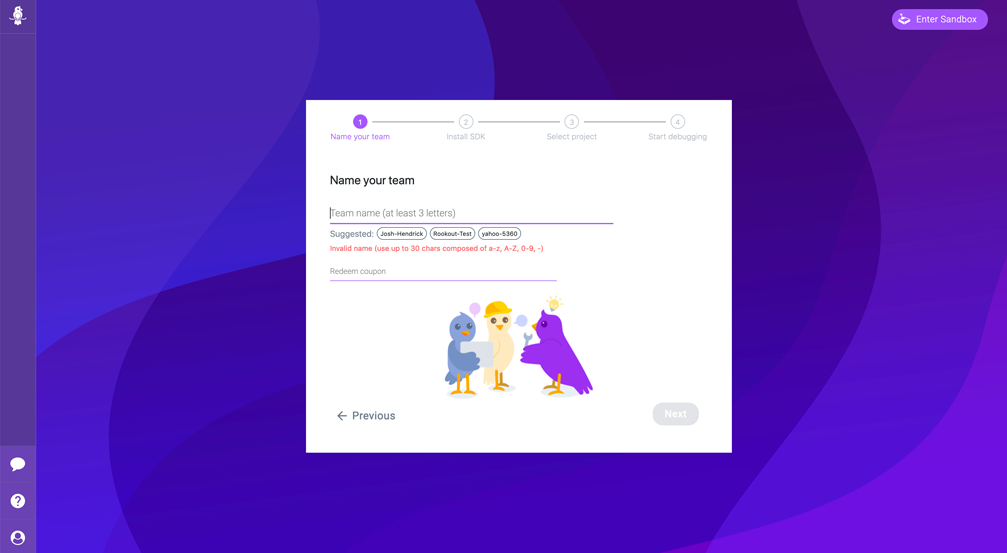 Enter Sandbox
1 2 3 4
Name your team Install SDK Select project Start debugging
Name your team
Team name (at least 3 letters)
Suggested: Josh-Hendrick Rookout-Test yahoo-5360
Invalid name (use up to 30 chars composed of a-z, A-Z, 0-9, -)
Redeem coupon
← Previous
Next
?